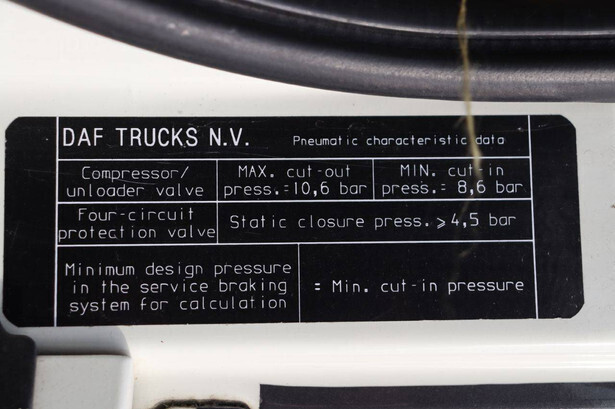 DAF TRUCKS N.V. Pneumatic characteristic data
Compressor/
unloader valve
MAX. cut-out
press.=10,6 bar
MIN. cut-in
press.= 8,6 bar
Four-circuit
protection valve
Static closure press.⩾4,5 bar
Minimum design pressure
in the service braking
system for calculation
= Min. cut-in pressure